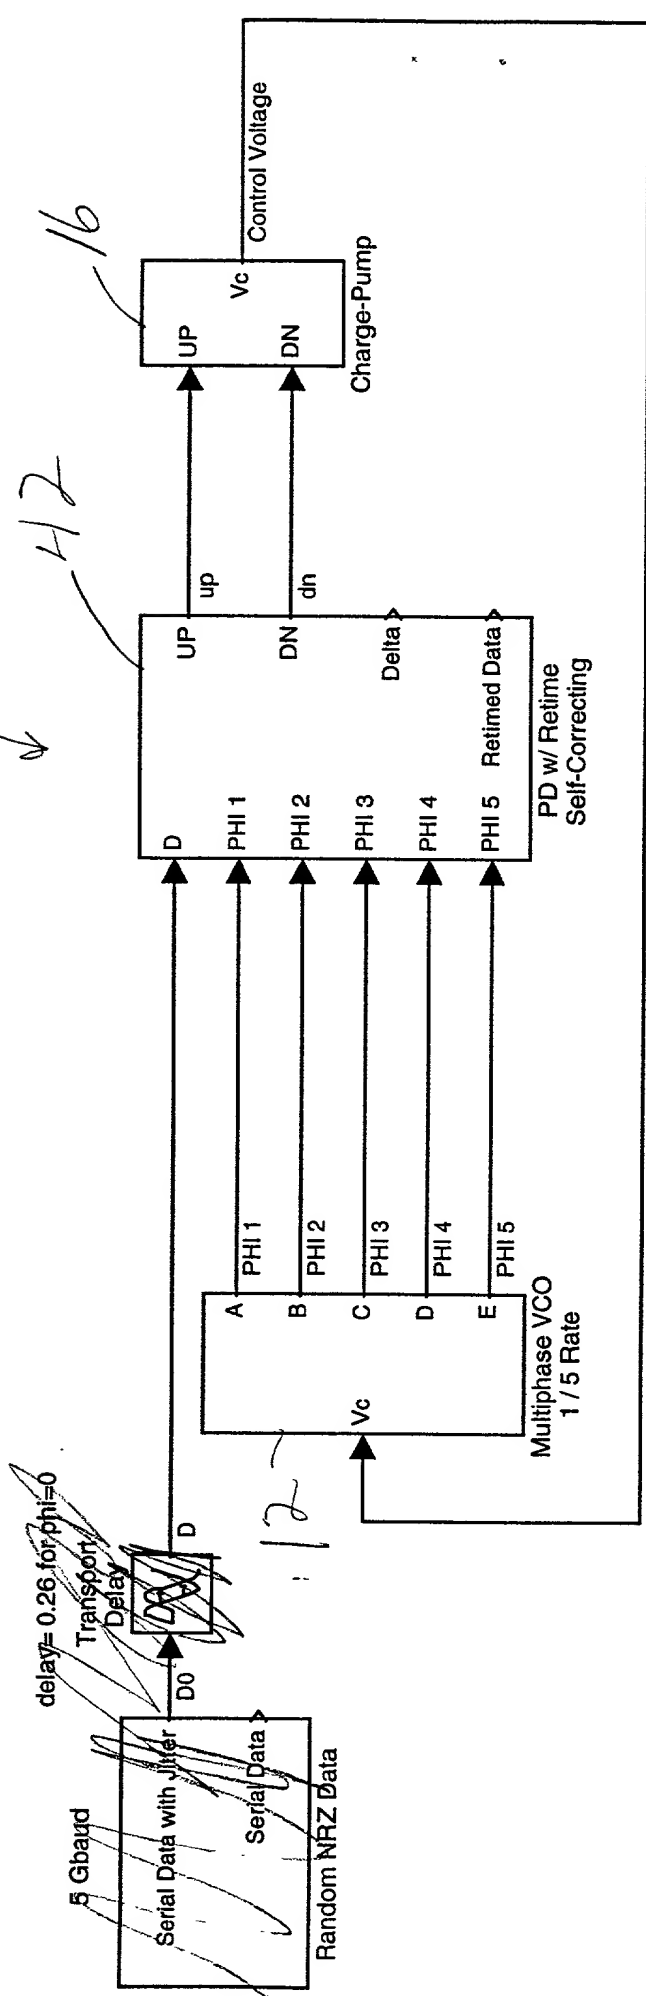 5 Gbaud
Serial Data with Jitter
Serial Data
Random NRZ Data
delay= 0.26 for phi=0
Transport
Delay
D0
D
12
Vc
A
B
C
D
E
PHI 1
PHI 2
PHI 3
PHI 4
PHI 5
Multiphase VCO
1 / 5 Rate
42
D
PHI 1
PHI 2
PHI 3
PHI 4
PHI 5
UP
DN
Delta
Retimed Data
PD w/ Retime
Self-Correcting
up
dn
16
UP
DN
Vc
Charge-Pump
Control Voltage